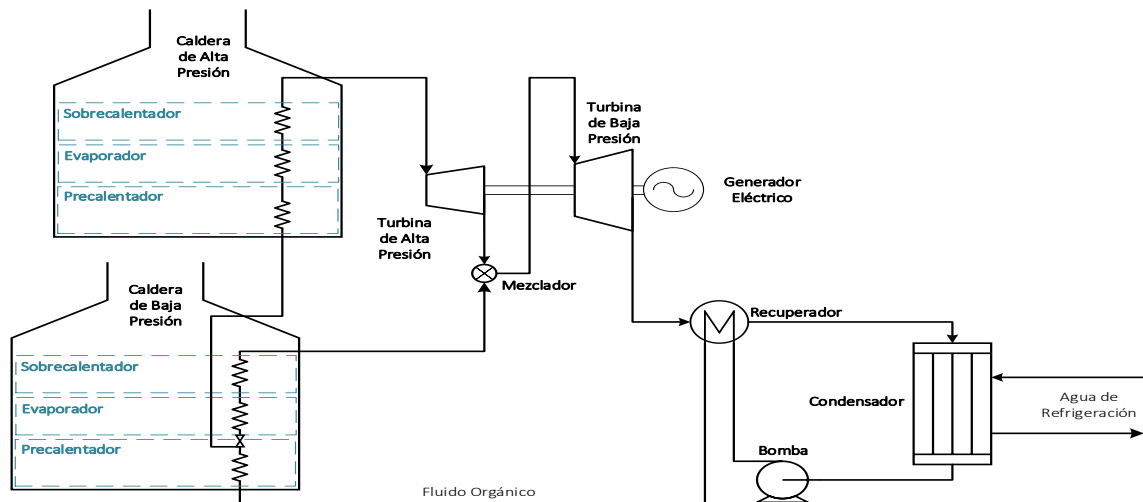 Caldera
de Alta
Presión
Sobrecalentador
Evaporador
Precalentador
Turbina
de Baja
Presión
Generador
Eléctrico
Turbina
de Alta
Presión
Mezclador
Caldera
de Baja
Presión
Sobrecalentador
Evaporador
Precalentador
Recuperador
Condensador
Agua de
Refrigeración
Bomba
Fluido Orgánico